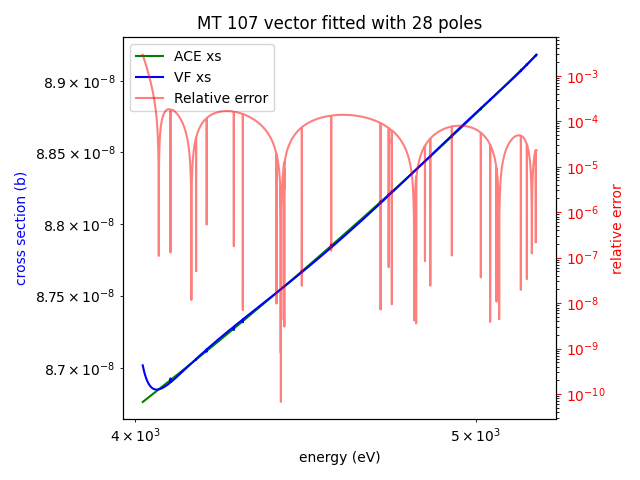 MT 107 vector fitted with 28 poles
ACE xs
VF xs
Relative error
8.9 × 10⁻⁸
8.85 × 10⁻⁸
8.8 × 10⁻⁸
8.75 × 10⁻⁸
8.7 × 10⁻⁸
cross section (b)
10⁻³
10⁻⁴
10⁻⁵
10⁻⁶
10⁻⁷
10⁻⁸
10⁻⁹
10⁻¹⁰
relative error
4 × 10³
5 × 10³
energy (eV)